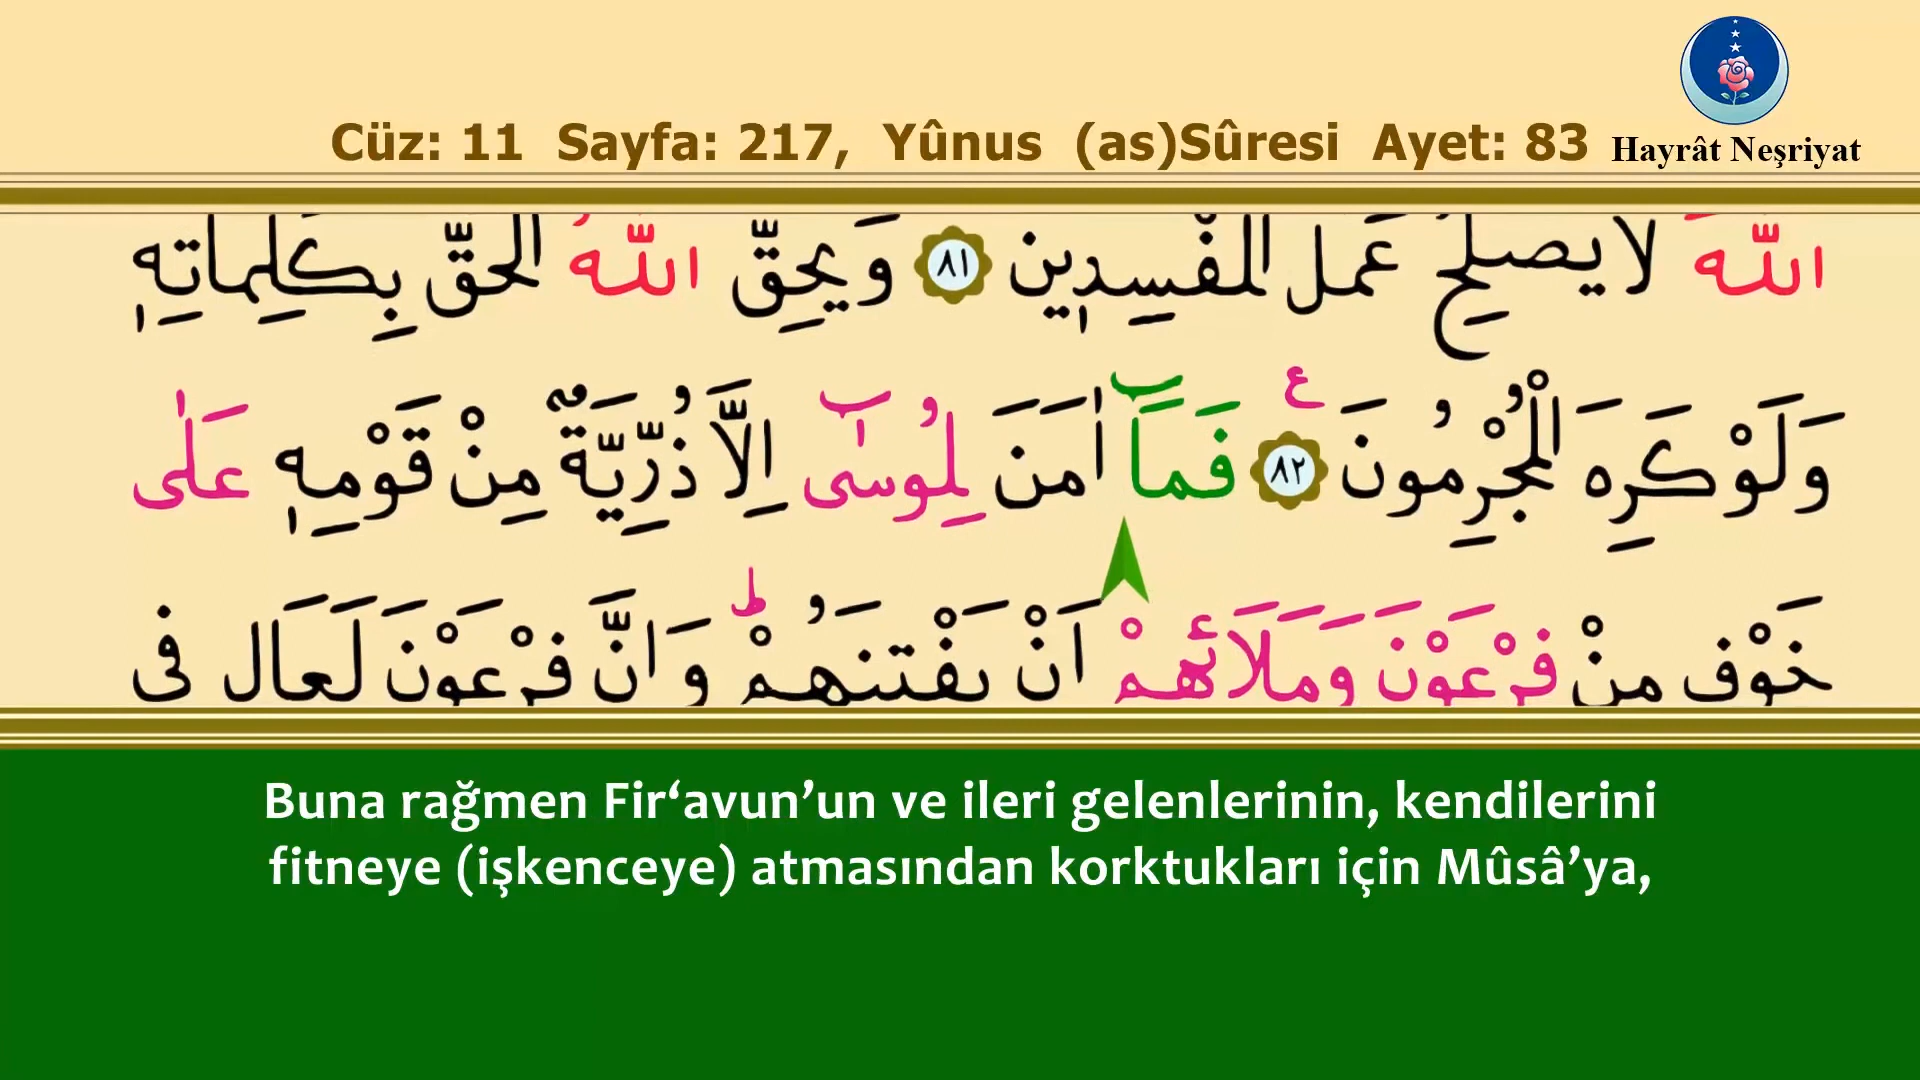 Cüz: 11 Sayfa: 217, Yûnus (as)Sûresi Ayet: 83
Hayrât Neşriyat
اللّٰهَ لَا يُصْلِحُ عَمَلَ الْمُفْسِدٖينَ ﴿٨١﴾ وَيُحِقُّ اللّٰهُ الْحَقَّ بِكَلِمَاتِهٖ
وَلَوْ كَرِهَ الْمُجْرِمُونَ ﴿٨٢﴾ ع فَمَٓا اٰمَنَ لِمُوسٰٓى اِلَّا ذُرِّيَّةٌ مِنْ قَوْمِهٖ عَلٰى
خَوْفٍ مِنْ فِرْعَوْنَ وَمَلَا۬ئِهِمْ اَنْ يَفْتِنَهُمْؕ وَاِنَّ فِرْعَوْنَ لَعَالٍ فِى
Buna rağmen Fir‘avun’un ve ileri gelenlerinin, kendilerini
fitneye (işkenceye) atmasından korktukları için Mûsâ’ya,